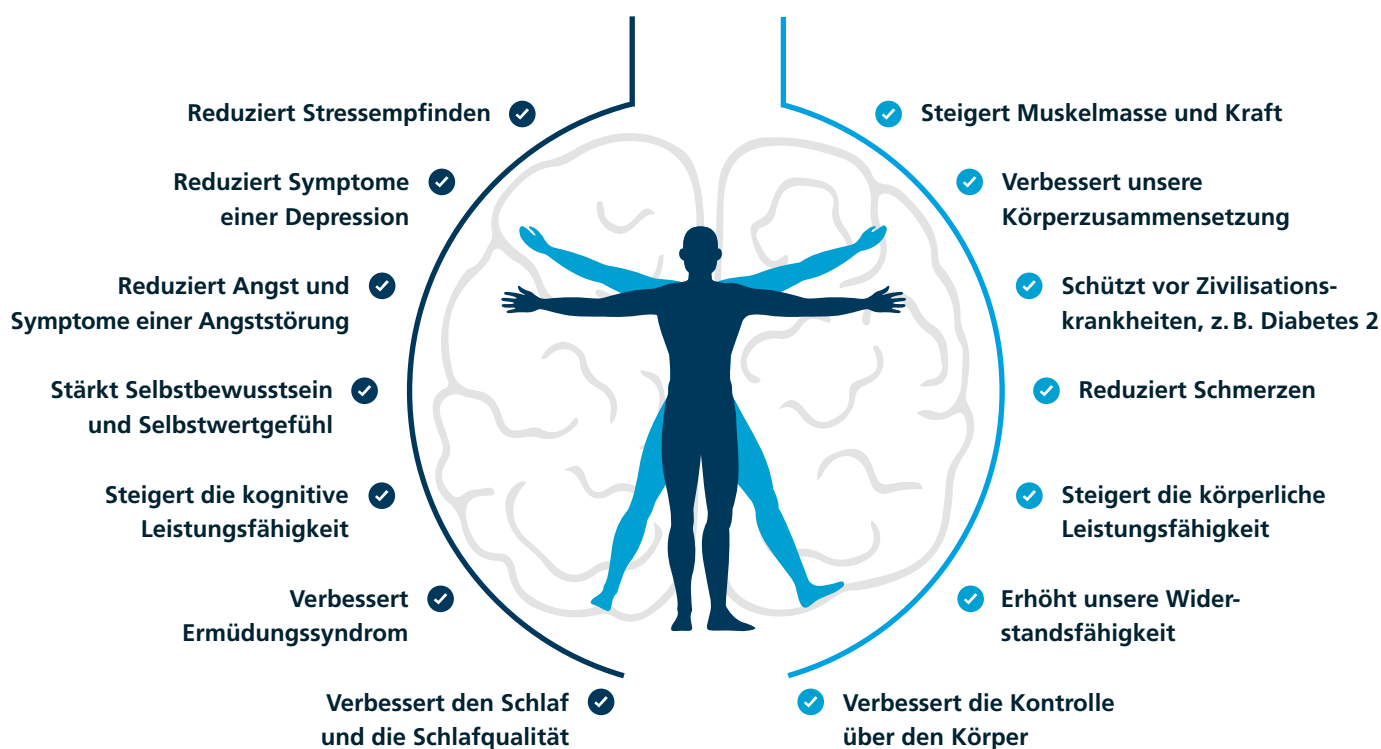 Reduziert Stressempfinden
Reduziert Symptome
einer Depression
Reduziert Angst und
Symptome einer Angststörung
Stärkt Selbstbewusstsein
und Selbstwertgefühl
Steigert die kognitive
Leistungsfähigkeit
Verbessert
Ermüdungssyndrom
Verbessert den Schlaf
und die Schlafqualität
Steigert Muskelmasse und Kraft
Verbessert unsere
Körperzusammensetzung
Schützt vor Zivilisations-
krankheiten, z. B. Diabetes 2
Reduziert Schmerzen
Steigert die körperliche
Leistungsfähigkeit
Erhöht unsere Wider-
standsfähigkeit
Verbessert die Kontrolle
über den Körper